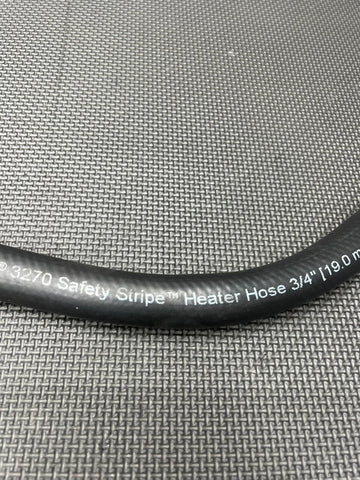 ® 3270 Safety Stripe™ Heater Hose 3/4" [19.0 m